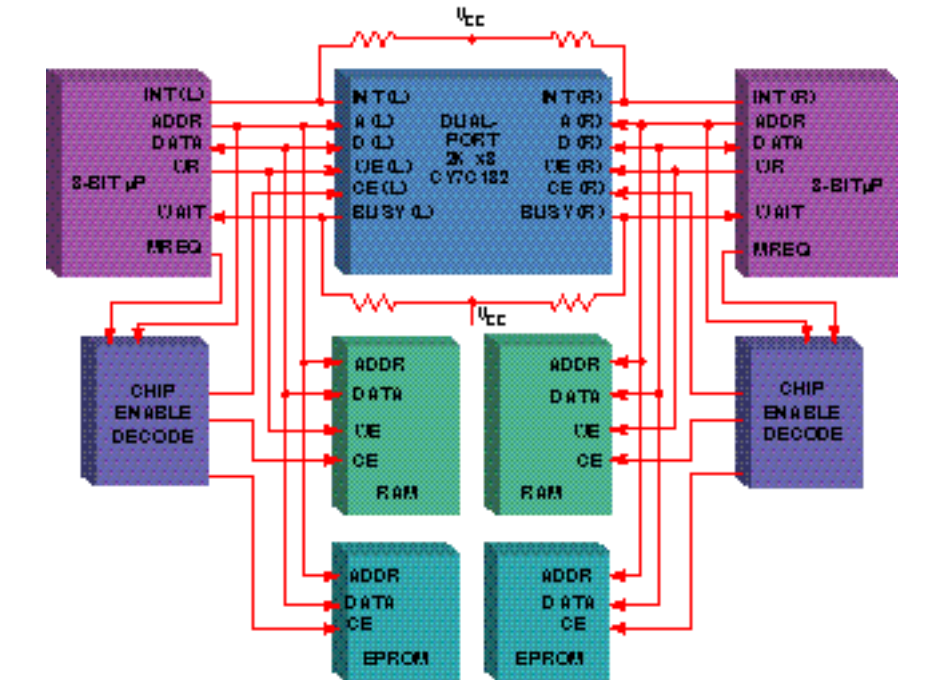 VCC
INT(L)
ADDR
DATA
WR
8-BIT µP
WAIT
MREQ
INT(L)
A(L)
D(L)
WE(L)
CE(L)
BUSY(L)
DUAL-
PORT
2K x8
CY7C132
INT(R)
A(R)
D(R)
WE(R)
CE(R)
BUSY(R)
INT(R)
ADDR
DATA
WR
8-BIT µP
WAIT
MREQ
VCC
CHIP
ENABLE
DECODE
ADDR
DATA
WE
CE
RAM
ADDR
DATA
WE
CE
RAM
CHIP
ENABLE
DECODE
ADDR
DATA
CE
EPROM
ADDR
DATA
CE
EPROM